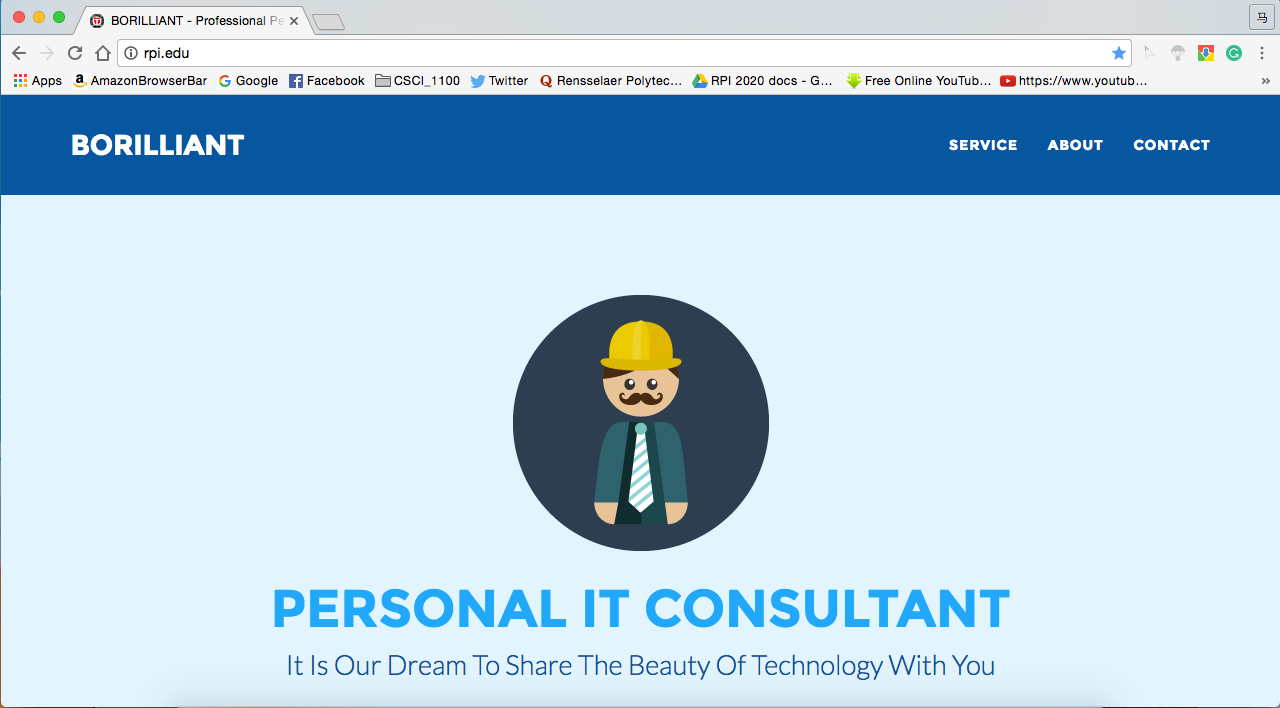 BORILLIANT - Professional Pe
马
rpi.edu
Apps AmazonBrowserBar Google Facebook CSCI_1100 Twitter Rensselaer Polytec... RPI 2020 docs - G... Free Online YouTub... https://www.youtub... »
BORILLIANT
SERVICE ABOUT CONTACT
PERSONAL IT CONSULTANT
It Is Our Dream To Share The Beauty Of Technology With You